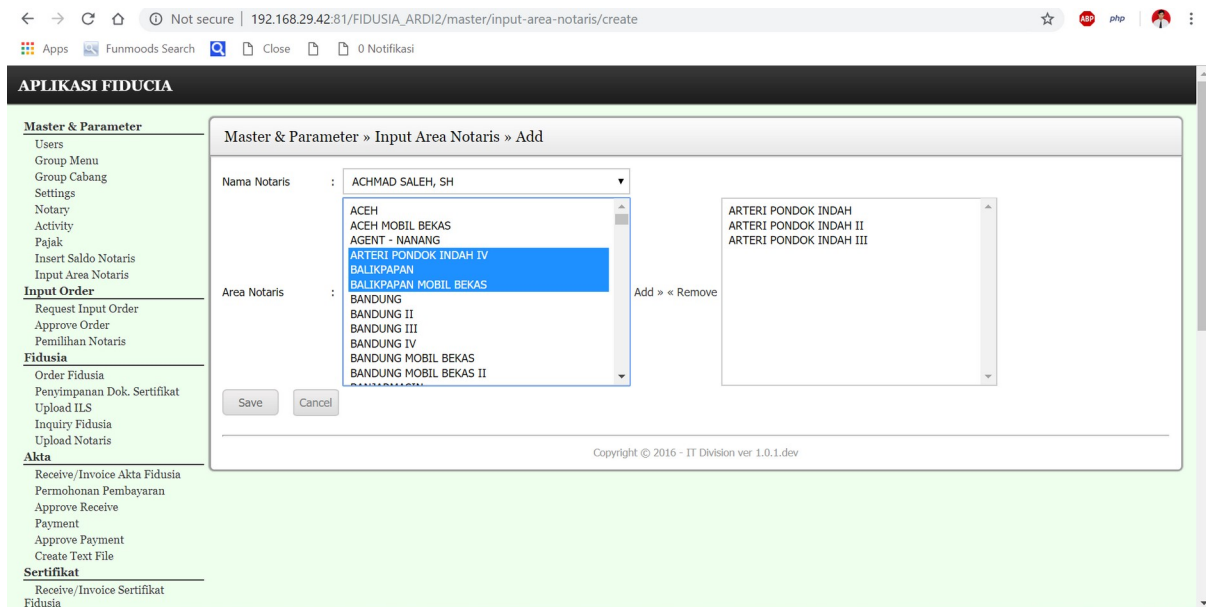 Not secure | 192.168.29.42:81/FIDUSIA_ARDI2/master/input-area-notaris/create
ABP
php
Apps
Funmoods Search
Close
0 Notifikasi
APLIKASI FIDUCIA
Master & Parameter
Users
Group Menu
Group Cabang
Settings
Notary
Activity
Pajak
Insert Saldo Notaris
Input Area Notaris
Input Order
Request Input Order
Approve Order
Pemilihan Notaris
Fidusia
Order Fidusia
Penyimpanan Dok. Sertifikat
Upload ILS
Inquiry Fidusia
Upload Notaris
Akta
Receive/Invoice Akta Fidusia
Permohonan Pembayaran
Approve Receive
Payment
Approve Payment
Create Text File
Sertifikat
Receive/Invoice Sertifikat
Fidusia
Master & Parameter » Input Area Notaris » Add
Nama Notaris : ACHMAD SALEH, SH
Area Notaris :
ACEH
ACEH MOBIL BEKAS
AGENT - NANANG
ARTERI PONDOK INDAH IV
BALIKPAPAN
BALIKPAPAN MOBIL BEKAS
BANDUNG
BANDUNG II
BANDUNG III
BANDUNG IV
BANDUNG MOBIL BEKAS
BANDUNG MOBIL BEKAS II
Add » « Remove
ARTERI PONDOK INDAH
ARTERI PONDOK INDAH II
ARTERI PONDOK INDAH III
Save
Cancel
Copyright © 2016 - IT Division ver 1.0.1.dev